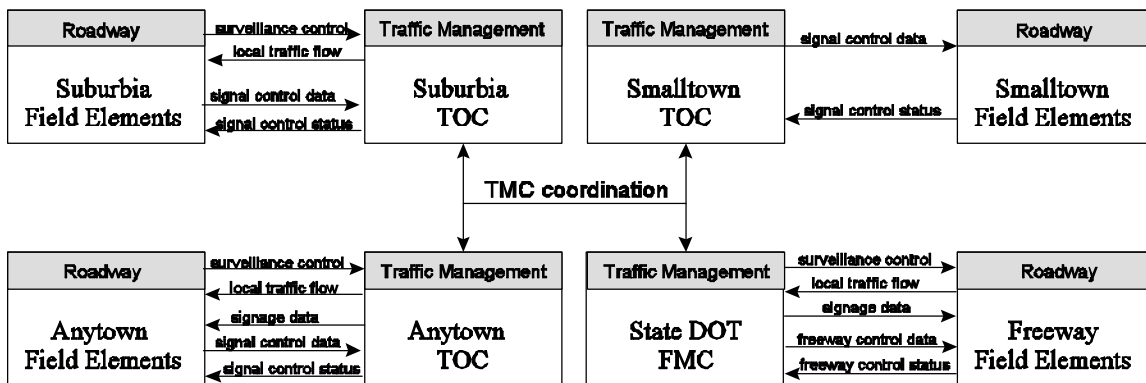 Roadway
surveillance control
Traffic Management
local traffic flow
Suburbia
Field Elements
signal control data
signal control status
Suburbia
TOC
Traffic Management
signal control data
Roadway
Smalltown
TOC
signal control status
Smalltown
Field Elements
TMC coordination
Roadway
surveillance control
Traffic Management
local traffic flow
Anytown
Field Elements
signage data
signal control data
signal control status
Anytown
TOC
Traffic Management
surveillance control
Roadway
local traffic flow
State DOT
FMC
signage data
freeway control data
freeway control status
Freeway
Field Elements